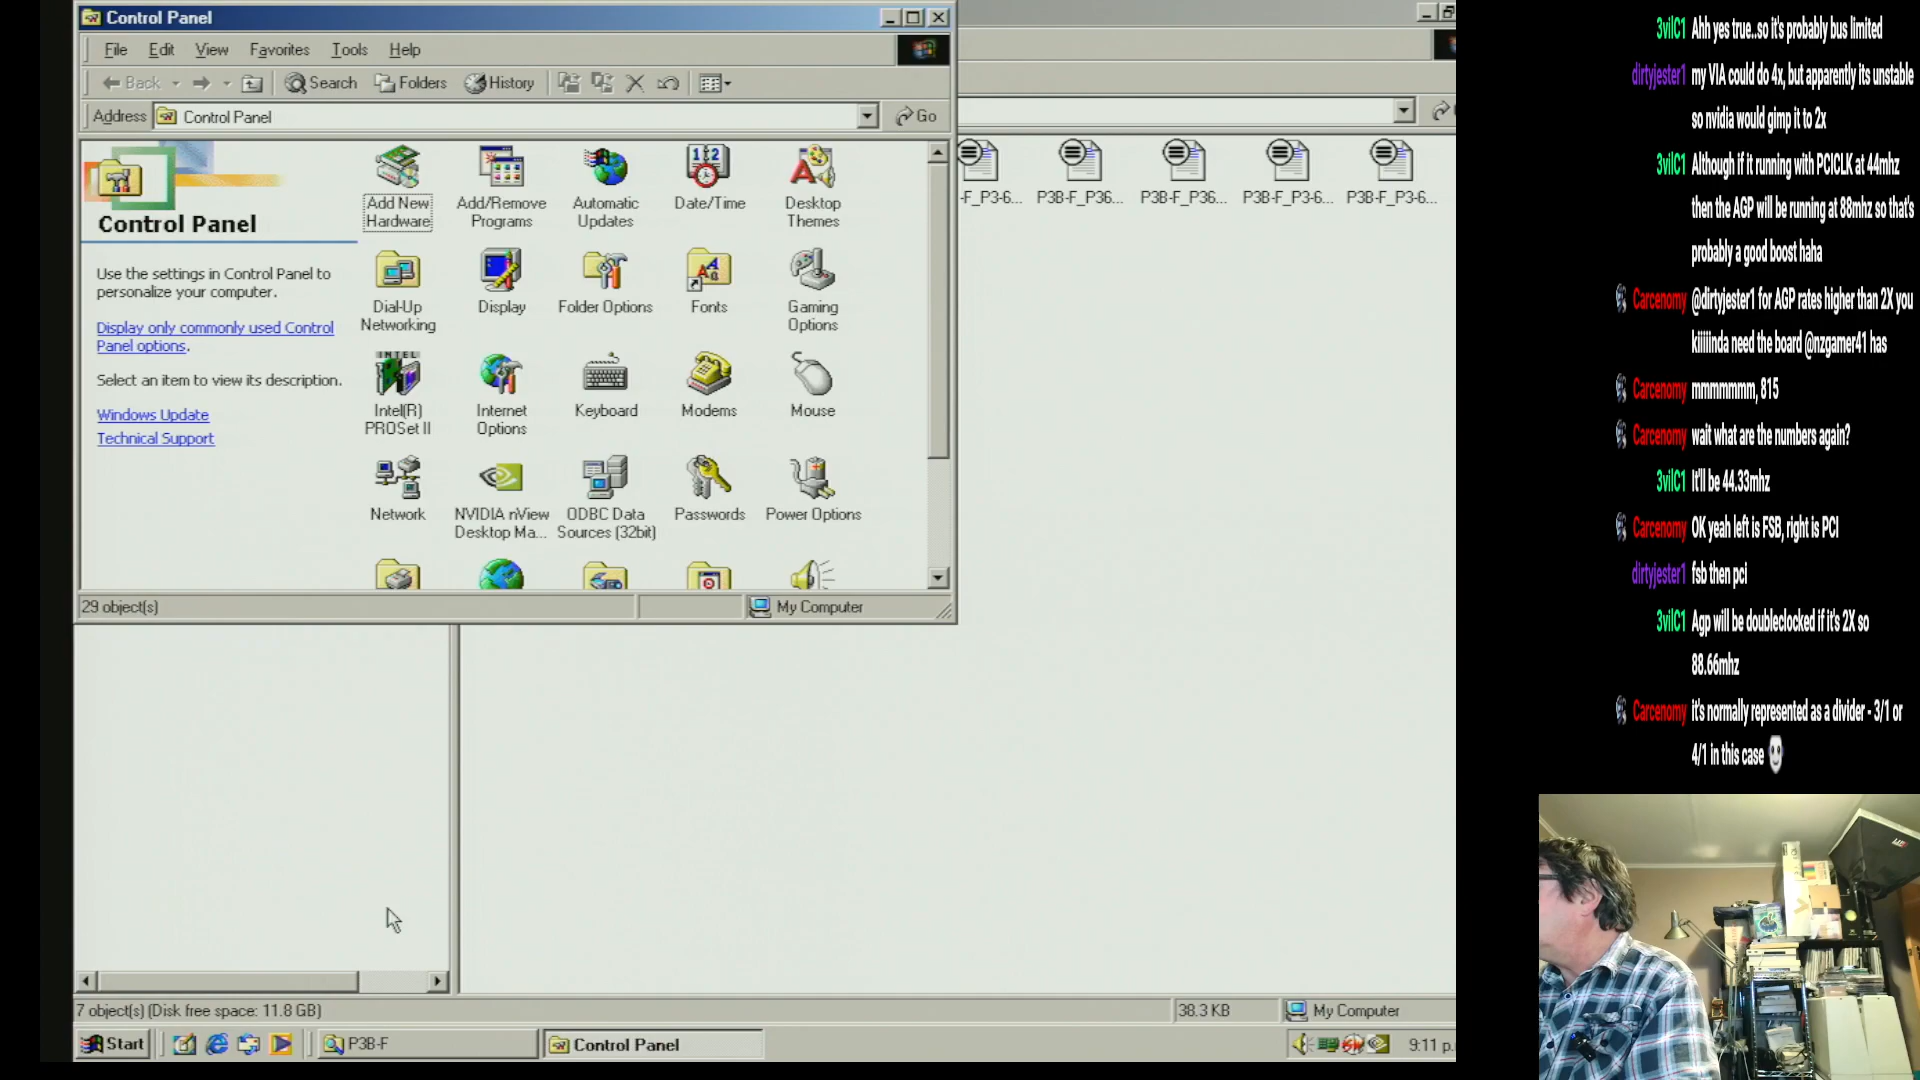 Control Panel
File Edit View Favorites Tools Help
Back Search Folders History
Address Control Panel Go
Control Panel
Use the settings in Control Panel to
personalize your computer.
Display only commonly used Control
Panel options.
Select an item to view its description.
Windows Update
Technical Support
Add New
Hardware
Add/Remove
Programs
Automatic
Updates
Date/Time
Desktop
Themes
Dial-Up
Networking
Display
Folder Options
Fonts
Gaming
Options
Intel(R)
PROSet II
Internet
Options
Keyboard
Modems
Mouse
Network
NVIDIA nView
Desktop Ma...
ODBC Data
Sources (32bit)
Passwords
Power Options
29 object(s) My Computer
-F_P3-6... P3B-F_P36... P3B-F_P36... P3B-F_P3-6... P3B-F_P3-6...
7 object(s) (Disk free space: 11.8 GB) 38.3 KB My Computer
Start P3B-F Control Panel 9:11 p.
3vilC1 Ahh yes true..so it's probably bus limited
dirtyjester1 my VIA could do 4x, but apparently its unstable
so nvidia would gimp it to 2x
3vilC1 Although if it running with PCICLK at 44mhz
then the AGP will be running at 88mhz so that's
probably a good boost haha
Carcenomy @dirtyjester1 for AGP rates higher than 2X you
kiiiiinda need the board @nzgamer41 has
Carcenomy mmmmmmm, 815
Carcenomy wait what are the numbers again?
3vilC1 It'll be 44.33mhz
Carcenomy OK yeah left is FSB, right is PCI
dirtyjester1 fsb then pci
3vilC1 Agp will be doubleclocked if it's 2X so
88.66mhz
Carcenomy it's normally represented as a divider - 3/1 or
4/1 in this case